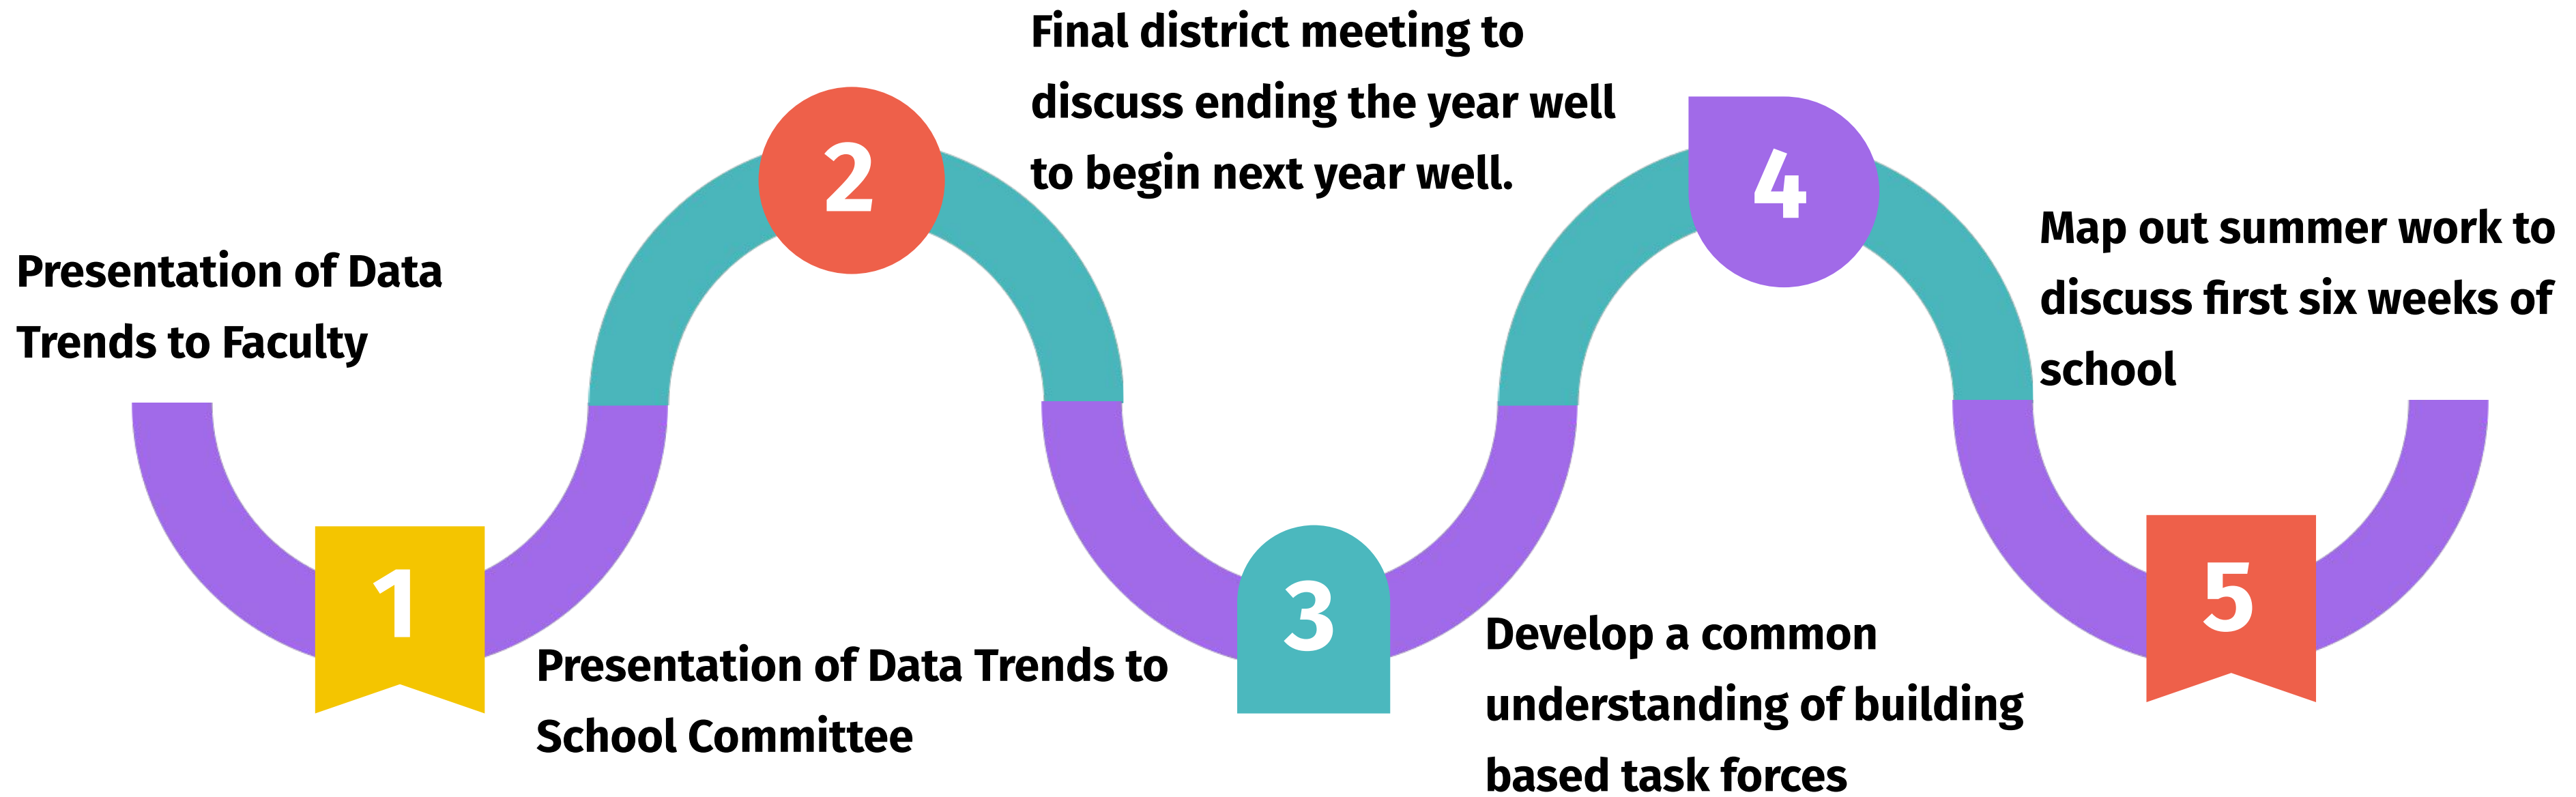 Presentation of Data
Trends to Faculty
1
Presentation of Data Trends to
School Committee
2
Final district meeting to
discuss ending the year well
to begin next year well.
3
Develop a common
understanding of building
based task forces
4
Map out summer work to
discuss first six weeks of
school
5